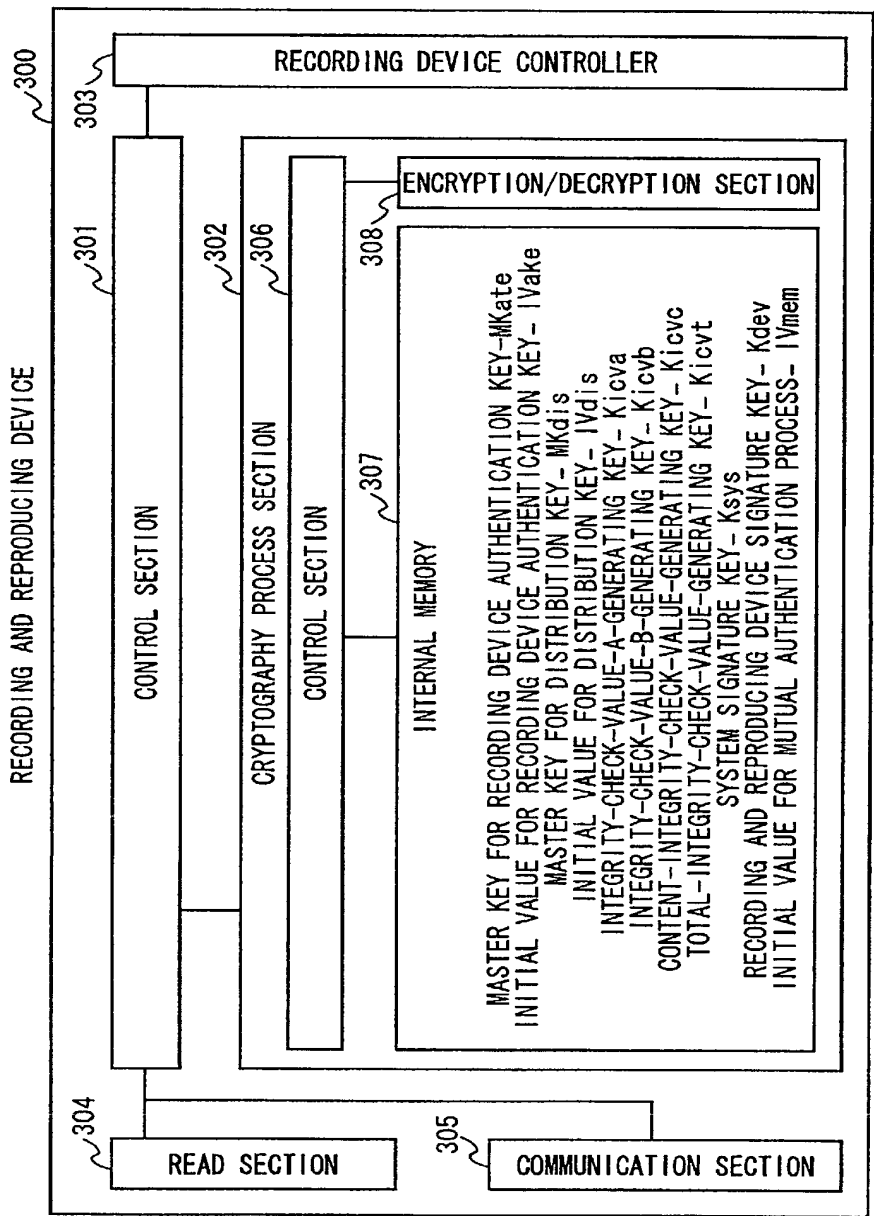 RECORDING AND REPRODUCING DEVICE
300
301
CONTROL SECTION
303
RECORDING DEVICE CONTROLLER
304
READ SECTION
305
COMMUNICATION SECTION
302
CRYPTOGRAPHY PROCESS SECTION
306
CONTROL SECTION
307
INTERNAL MEMORY
MASTER KEY FOR RECORDING DEVICE AUTHENTICATION KEY-MKate
INITIAL VALUE FOR RECORDING DEVICE AUTHENTICATION KEY- IVake
MASTER KEY FOR DISTRIBUTION KEY- MKdis
INITIAL VALUE FOR DISTRIBUTION KEY- IVdis
INTEGRITY-CHECK-VALUE-A-GENERATING KEY- Kicva
INTEGRITY-CHECK-VALUE-B-GENERATING KEY- Kicvb
CONTENT-INTEGRITY-CHECK-VALUE-GENERATING KEY- Kicvc
TOTAL-INTEGRITY-CHECK-VALUE-GENERATING KEY- Kicvt
SYSTEM SIGNATURE KEY- Ksys
RECORDING AND REPRODUCING DEVICE SIGNATURE KEY- Kdev
INITIAL VALUE FOR MUTUAL AUTHENTICATION PROCESS- IVmem
308
ENCRYPTION/DECRYPTION SECTION